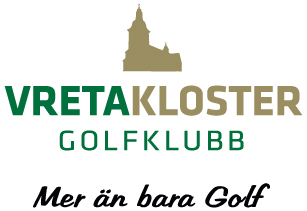 VRETAKLOSTER
GOLFKLUBB
Mer än bara Golf